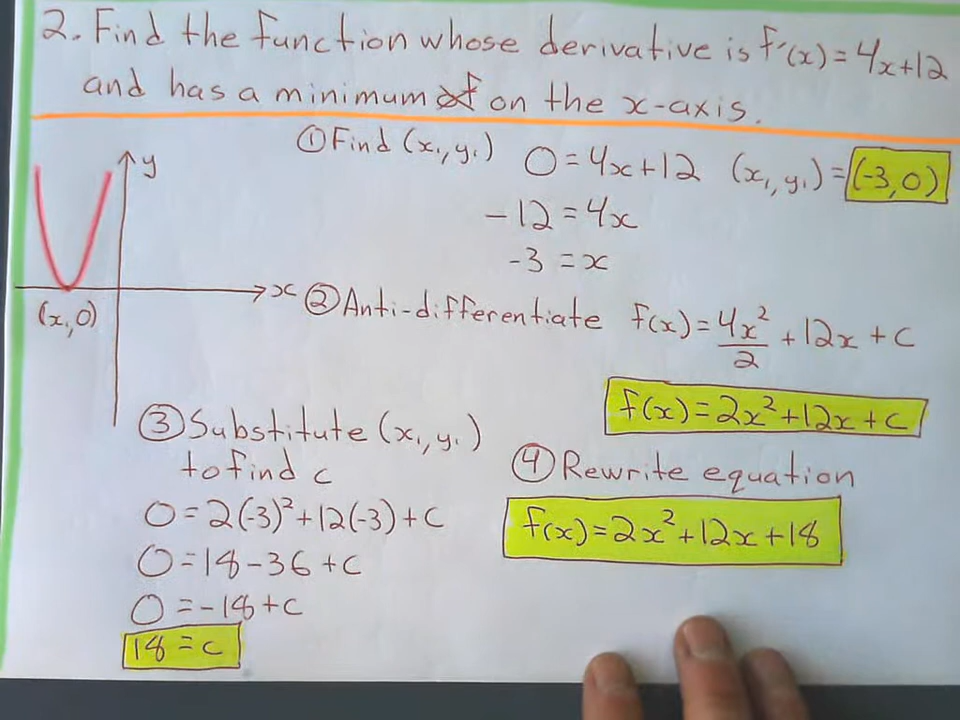 2. Find the function whose derivative is f'(x) = 4x+12
and has a minimum on the x-axis.
① Find (x₁, y₁)
0 = 4x+12 (x₁, y₁) = (-3, 0)
-12 = 4x
-3 = x
y
x
(x, 0)
② Anti-differentiate f(x) = 4x²/2 + 12x + c
f(x) = 2x² + 12x + c
③ Substitute (x₁, y₁)
to find c
0 = 2(-3)² + 12(-3) + c
0 = 18 - 36 + c
0 = -18 + c
18 = c
④ Rewrite equation
f(x) = 2x² + 12x + 18